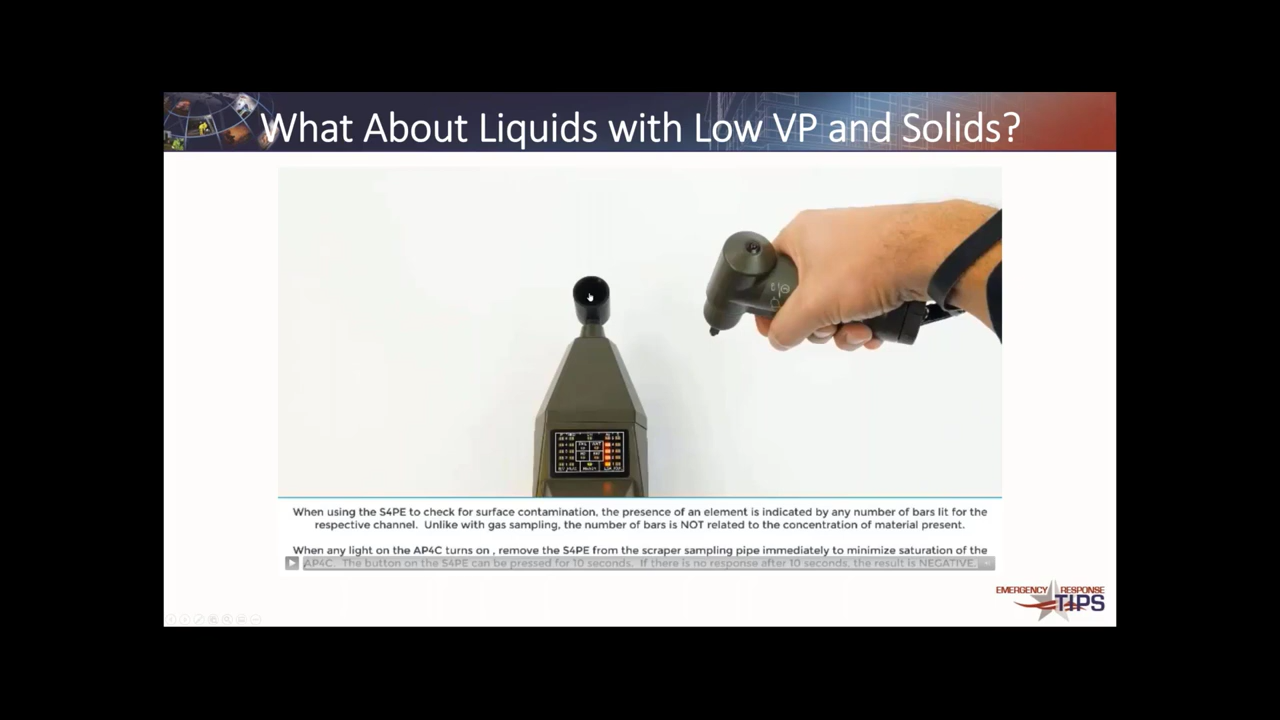 What About Liquids with Low VP and Solids?
When using the S4PE to check for surface contamination, the presence of an element is indicated by any number of bars lit for the
respective channel. Unlike with gas sampling, the number of bars is NOT related to the concentration of material present.
When any light on the AP4C turns on , remove the S4PE from the scraper sampling pipe immediately to minimize saturation of the
AP4C. The button on the S4PE can be pressed for 10 seconds. If there is no response after 10 seconds, the result is NEGATIVE.
EMERGENCY RESPONSE
TIPS